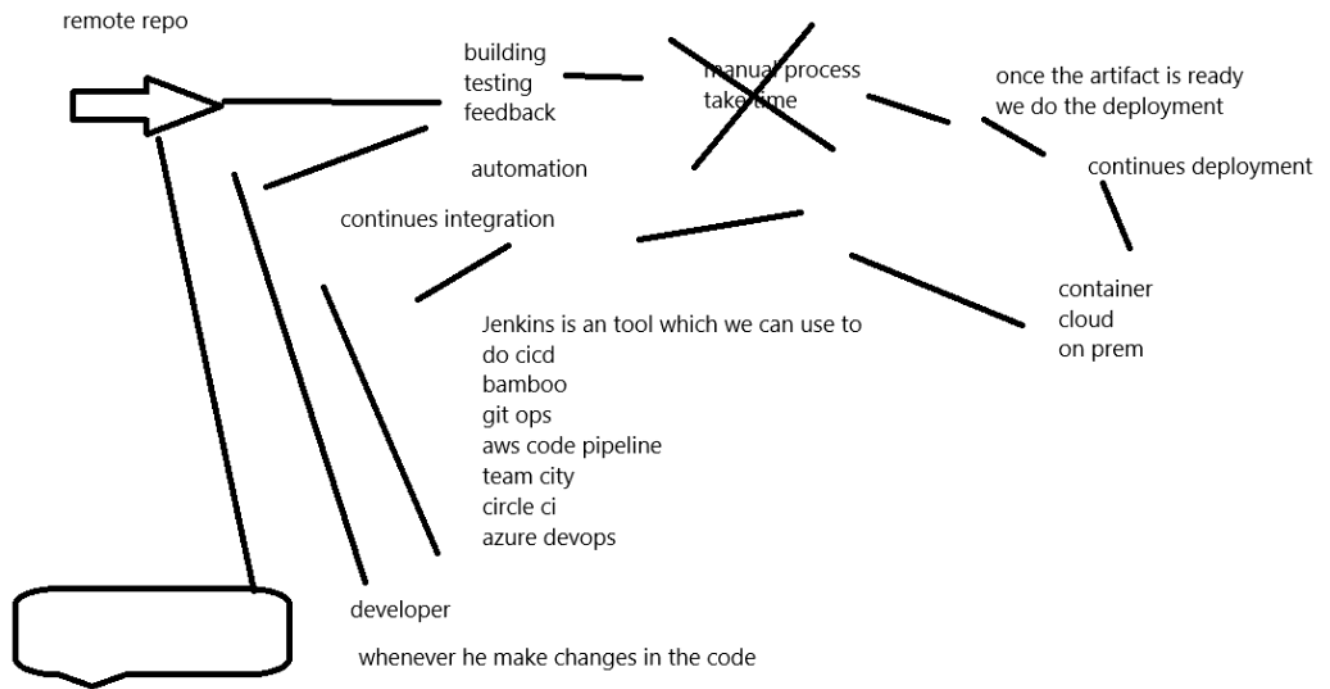 remote repo
building
testing
feedback
manual process
take time
once the artifact is ready
we do the deployment
automation
continues deployment
continues integration
container
cloud
on prem
Jenkins is an tool which we can use to
do cicd
bamboo
git ops
aws code pipeline
team city
circle ci
azure devops
developer
whenever he make changes in the code